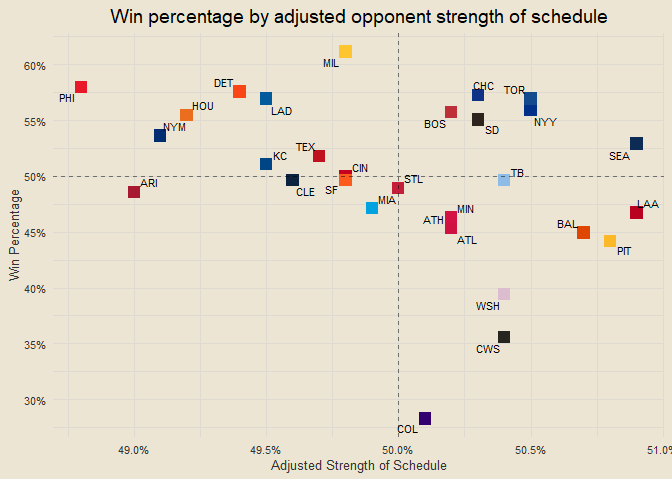 Win percentage by adjusted opponent strength of schedule
MIL
60%
PHI
DET
CHC
TOR
HOU
LAD
55%
BOS
SD
NYY
NYM
TEX
KC
SEA
CIN
50%
ARI
CLE
SF
STL
TB
MIA
LAA
ATH
MIN
45%
ATL
BAL
PIT
40%
WSH
35%
CWS
30%
COL
49.0%
49.5%
50.0%
50.5%
51.0%
Adjusted Strength of Schedule
Win Percentage